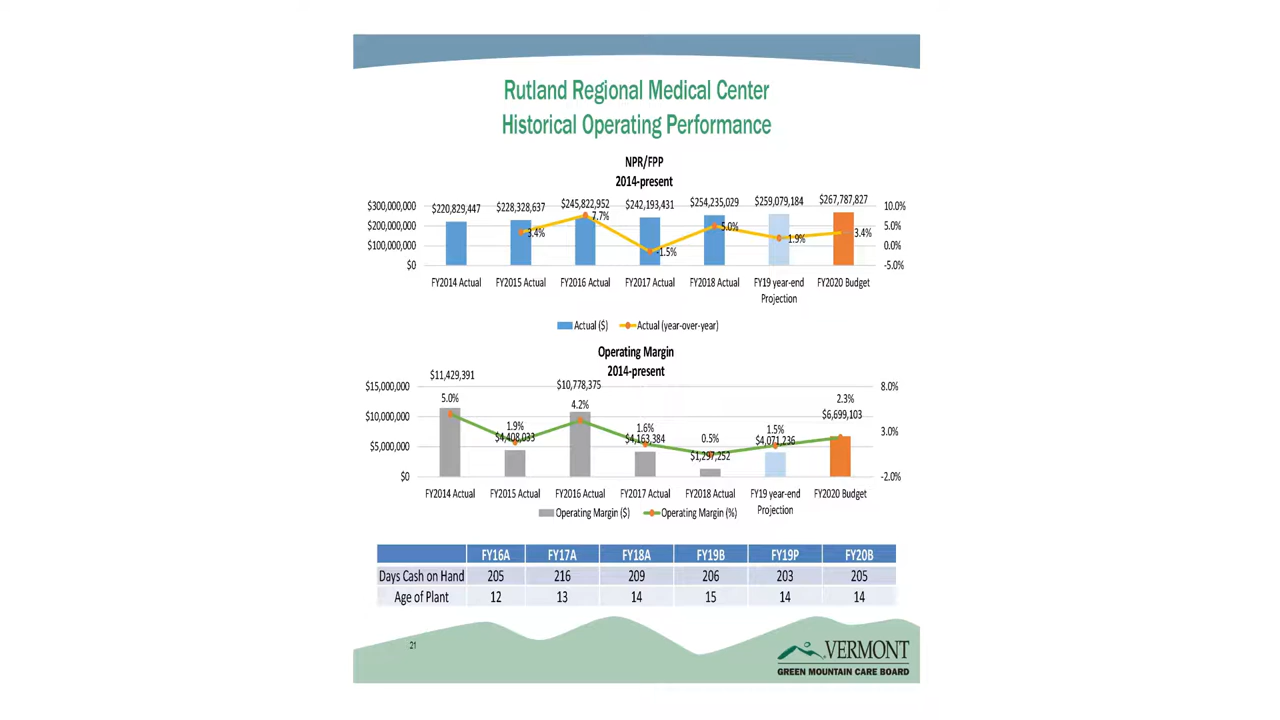 Rutland Regional Medical Center
Historical Operating Performance
NPR/FPP
2014-present
$300,000,000
$200,000,000
$100,000,000
$0
$220,829,447
$228,328,637
$245,822,952
$242,193,431
$254,235,029
$259,079,184
$267,787,827
3.4%
7.7%
-1.5%
5.0%
1.9%
3.4%
10.0%
5.0%
0.0%
-5.0%
FY2014 Actual
FY2015 Actual
FY2016 Actual
FY2017 Actual
FY2018 Actual
FY19 year-end
Projection
FY2020 Budget
Actual ($)
Actual (year-over-year)
Operating Margin
2014-present
$15,000,000
$10,000,000
$5,000,000
$0
$11,429,391
5.0%
1.9%
$4,408,033
$10,778,375
4.2%
1.6%
$4,163,384
0.5%
$1,297,252
1.5%
$4,071,236
2.3%
$6,699,103
8.0%
3.0%
-2.0%
FY2014 Actual
FY2015 Actual
FY2016 Actual
FY2017 Actual
FY2018 Actual
FY19 year-end
Projection
FY2020 Budget
Operating Margin ($)
Operating Margin (%)
FY16A FY17A FY18A FY19B FY19P FY20B
Days Cash on Hand 205 216 209 206 203 205
Age of Plant 12 13 14 15 14 14
21
VERMONT
GREEN MOUNTAIN CARE BOARD